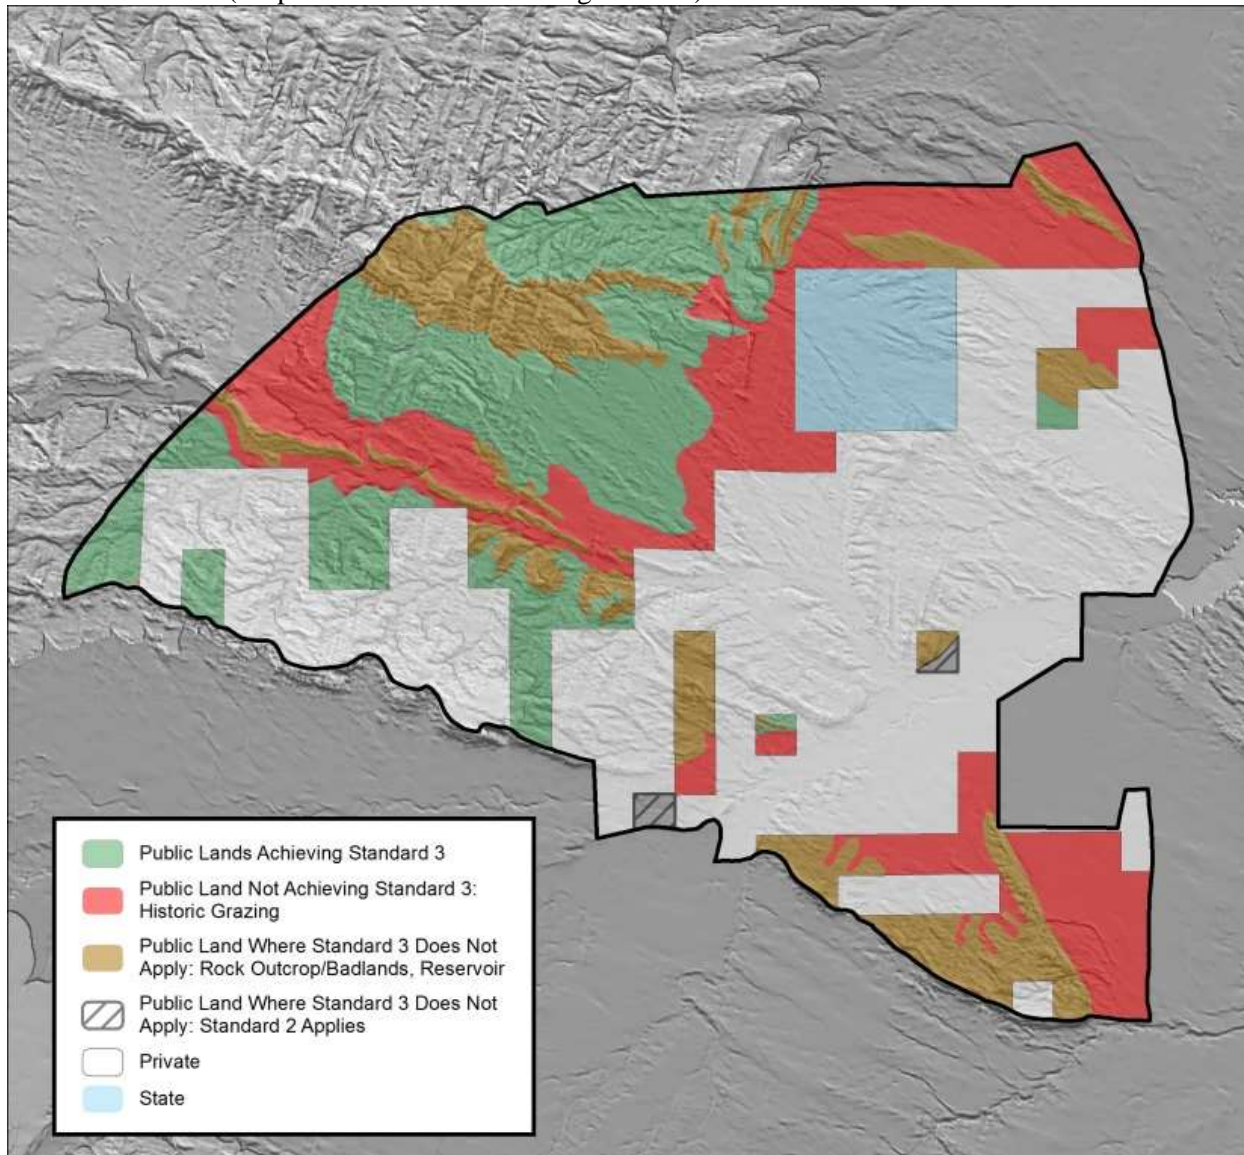 Public Lands Achieving Standard 3
Public Land Not Achieving Standard 3:
Historic Grazing
Public Land Where Standard 3 Does Not
Apply: Rock Outcrop/Badlands, Reservoir
Public Land Where Standard 3 Does Not
Apply: Standard 2 Applies
Private
State